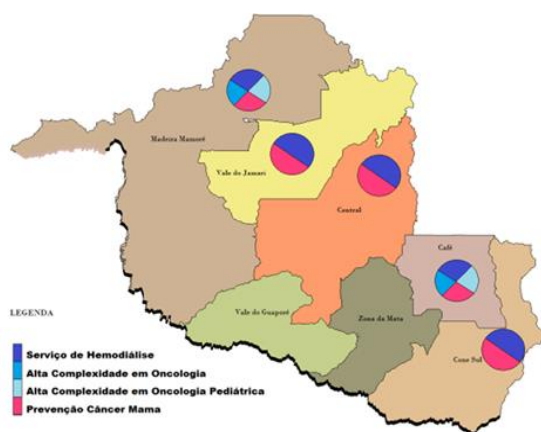 Madeira Mamoré
Vale do Jamari
Central
Café
LEGENDA
Vale do Guaporé
Zona da Mata
Cone Sul
Serviço de Hemodiálise
Alta Complexidade em Oncologia
Alta Complexidade em Oncologia Pediátrica
Prevenção Câncer Mama